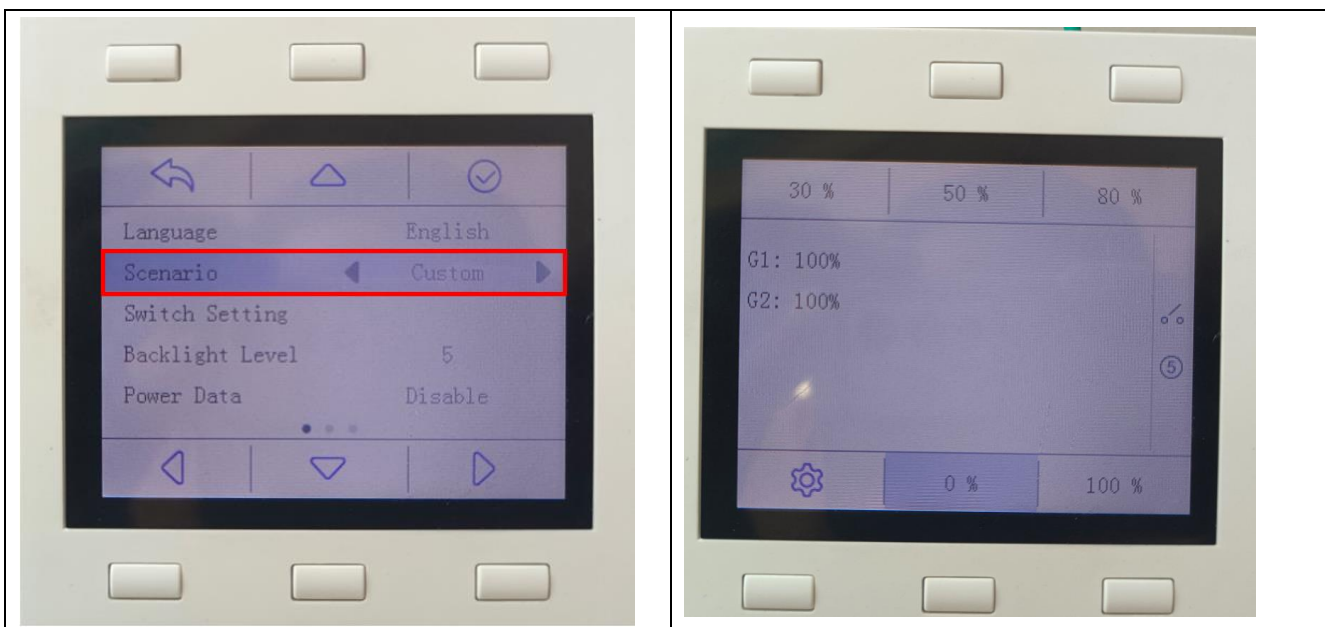 Language English
Scenario Custom
Switch Setting
Backlight Level 5
Power Data Disable
30 % 50 % 80 %
G1: 100%
G2: 100%
5
0 % 100 %